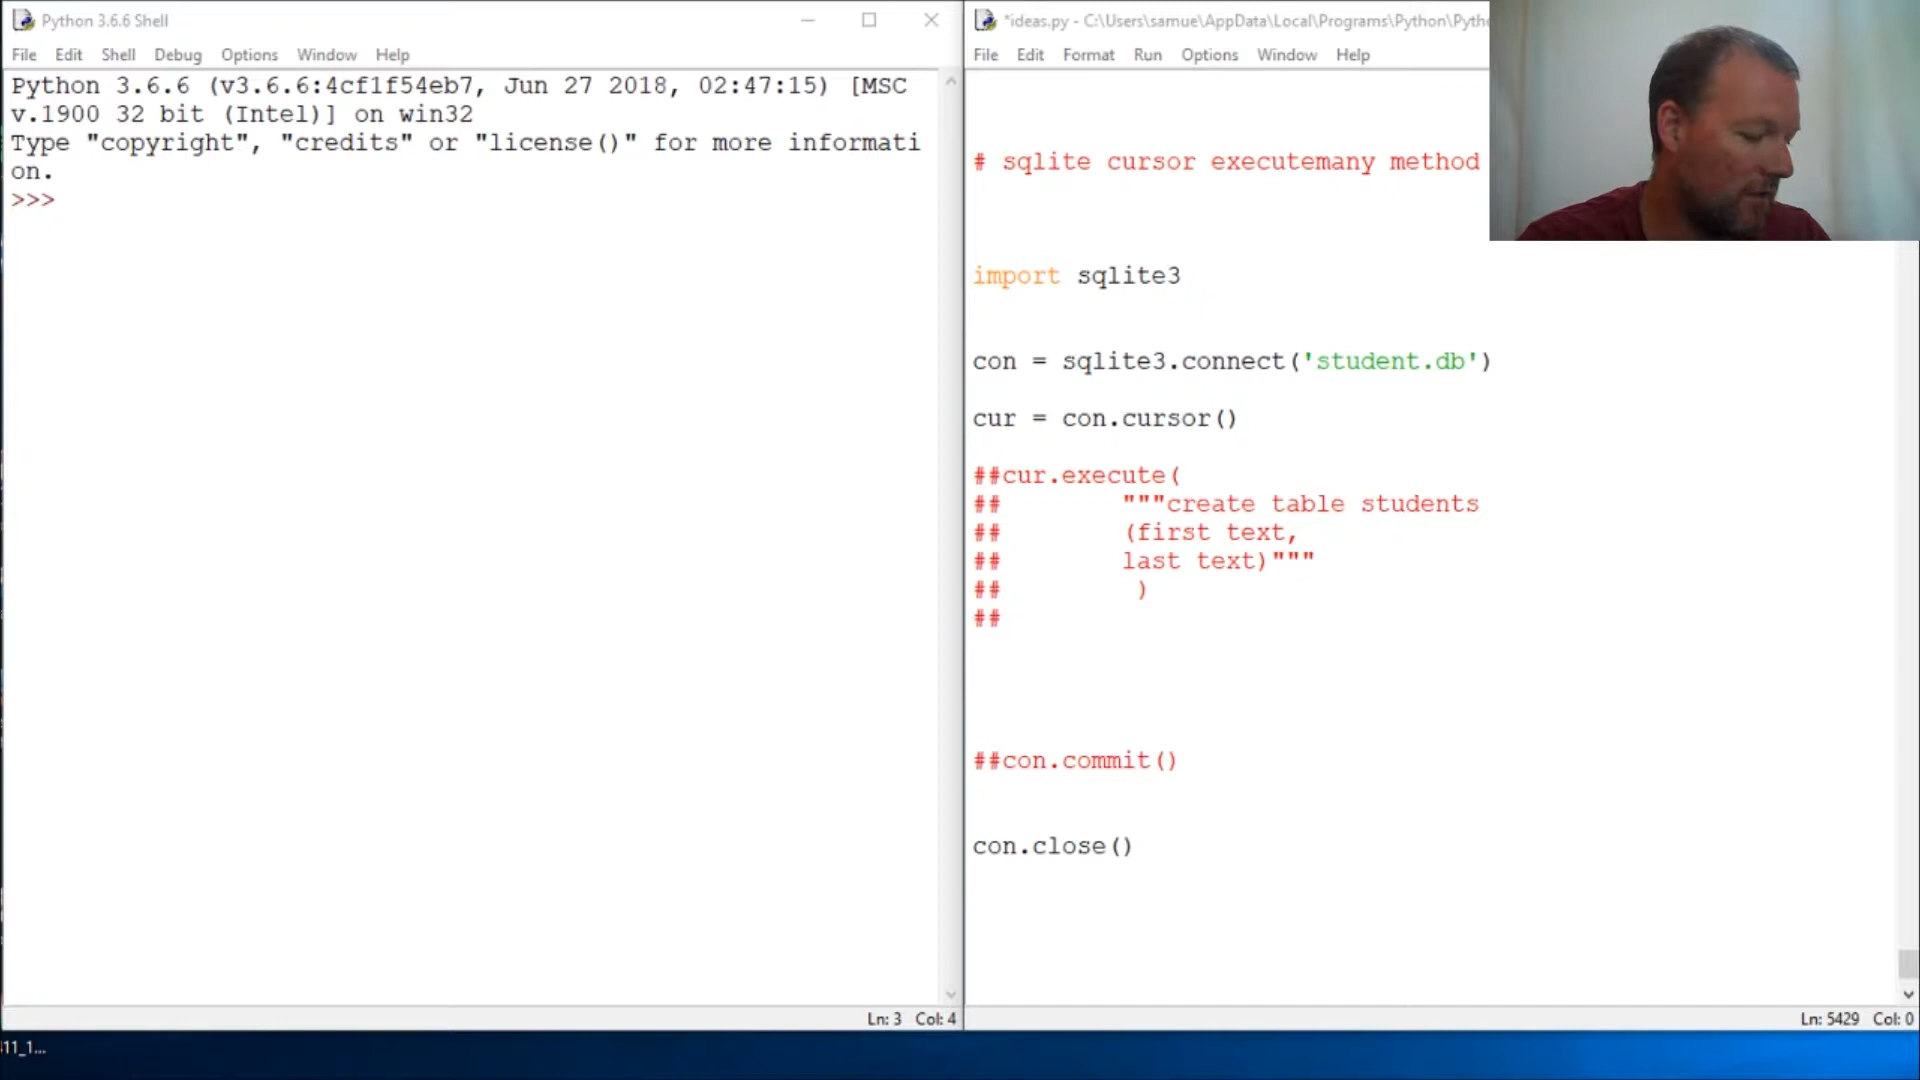 Python 3.6.6 Shell
File Edit Shell Debug Options Window Help
Python 3.6.6 (v3.6.6:4cf1f54eb7, Jun 27 2018, 02:47:15) [MSC
v.1900 32 bit (Intel)] on win32
Type "copyright", "credits" or "license()" for more informati
on.
>>>
Ln: 3 Col: 4
*ideas.py - C:\Users\samue\AppData\Local\Programs\Python\Pytho
File Edit Format Run Options Window Help
# sqlite cursor executemany method
import sqlite3
con = sqlite3.connect('student.db')
cur = con.cursor()
##cur.execute(
## """create table students
## (first text,
## last text)"""
## )
##
##con.commit()
con.close()
Ln: 5429 Col: 0
11_1...